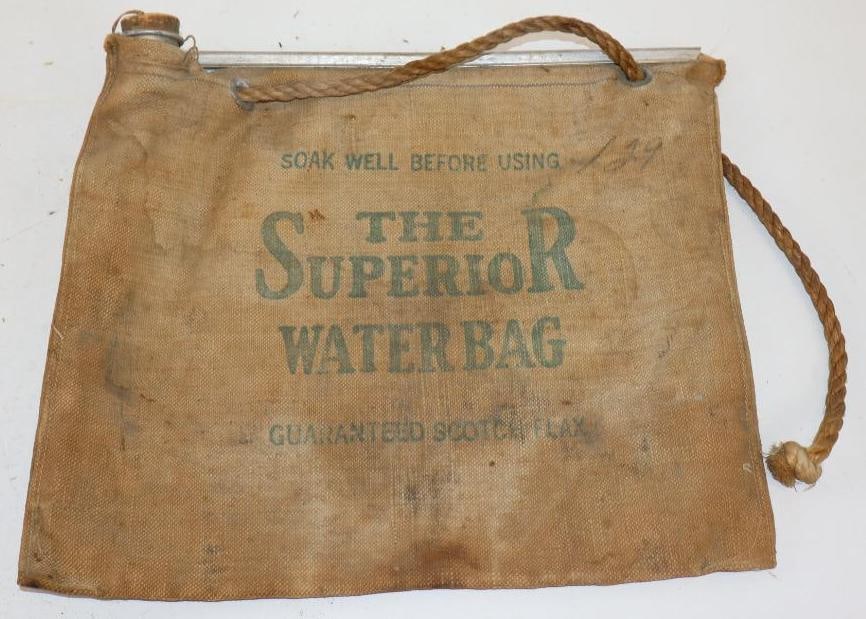 SOAK WELL BEFORE USING
THE
SUPERIOR
WATER BAG
GUARANTEED SCOTCH FLAX